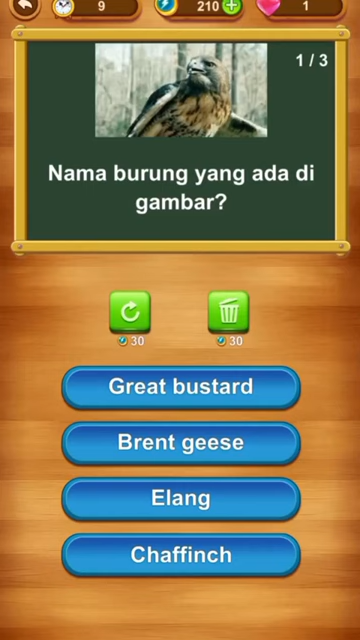 9
210
1
1 / 3
Nama burung yang ada di
gambar?
30
30
Great bustard
Brent geese
Elang
Chaffinch